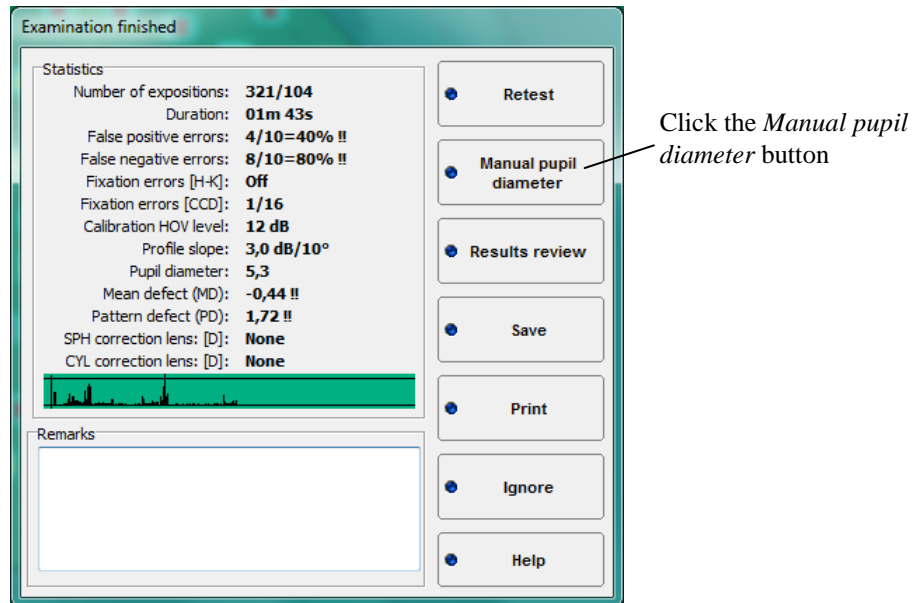 Examination finished
Statistics
Number of expositions: 321/104
Duration: 01m 43s
False positive errors: 4/10=40% !!
False negative errors: 8/10=80% !!
Fixation errors [H-K]: Off
Fixation errors [CCD]: 1/16
Calibration HOV level: 12 dB
Profile slope: 3,0 dB/10°
Pupil diameter: 5,3
Mean defect (MD): -0,44 !!
Pattern defect (PD): 1,72 !!
SPH correction lens: [D]: None
CYL correction lens: [D]: None
Remarks
Retest
Manual pupil
diameter
Results review
Save
Print
Ignore
Help
Click the Manual pupil
diameter button